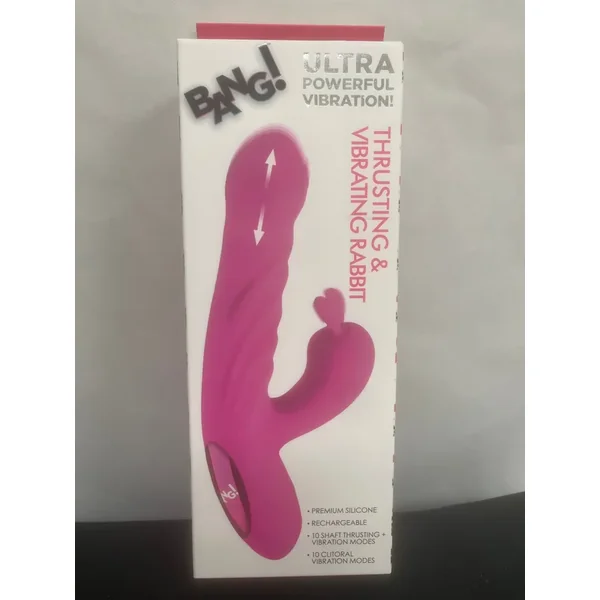 BANG!
ULTRA
POWERFUL
VIBRATION!
THRUSTING &
VIBRATING RABBIT
NG!
• PREMIUM SILICONE
• RECHARGEABLE
• 10 SHAFT THRUSTING +
VIBRATION MODES
• 10 CLITORAL
VIBRATION MODES